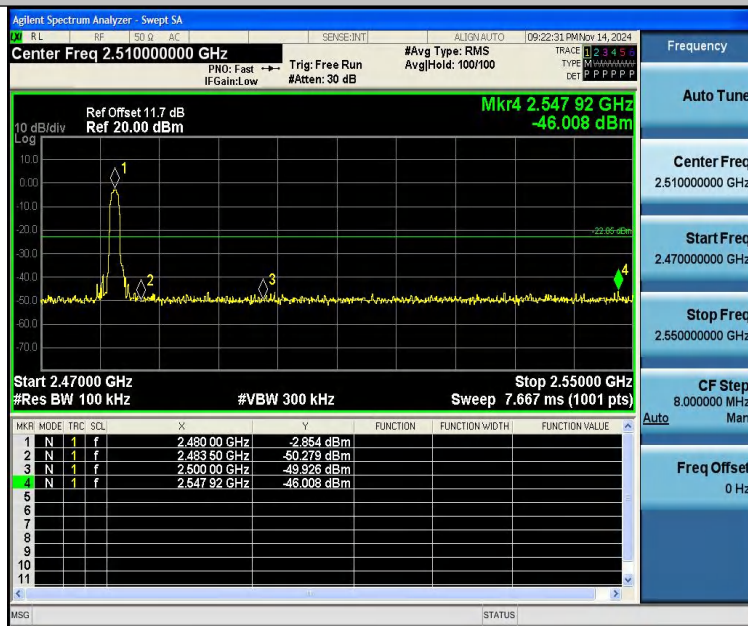 Agilent Spectrum Analyzer - Swept SA
LXI RL RF 50 Ω AC SENSE:INT ALIGN AUTO 09:22:31 PM Nov 14, 2024
Center Freq 2.510000000 GHz
PNO: Fast Trig: Free Run #Avg Type: RMS TRACE 1 2 3 4 5 6
IFGain:Low #Atten: 30 dB Avg|Hold: 100/100 TYPE M
DET P P P P P P
Frequency
Mkr4 2.547 92 GHz
-46.008 dBm
Ref Offset 11.7 dB
10 dB/div Ref 20.00 dBm
Log
10.0
0.00
-10.0
-20.0
-30.0
-40.0
-50.0
-60.0
-70.0
1
2
3
4
-22.85 dBm
Start 2.47000 GHz Stop 2.55000 GHz
#Res BW 100 kHz #VBW 300 kHz Sweep 7.667 ms (1001 pts)
MKR MODE TRC SCL X Y FUNCTION FUNCTION WIDTH FUNCTION VALUE
1 N 1 f 2.480 00 GHz -2.854 dBm
2 N 1 f 2.483 50 GHz -50.279 dBm
3 N 1 f 2.500 00 GHz -49.926 dBm
4 N 1 f 2.547 92 GHz -46.008 dBm
5
6
7
8
9
10
11
MSG STATUS
Auto Tune
Center Freq
2.510000000 GHz
Start Freq
2.470000000 GHz
Stop Freq
2.550000000 GHz
CF Step
8.000000 MHz
Auto Man
Freq Offset
0 Hz